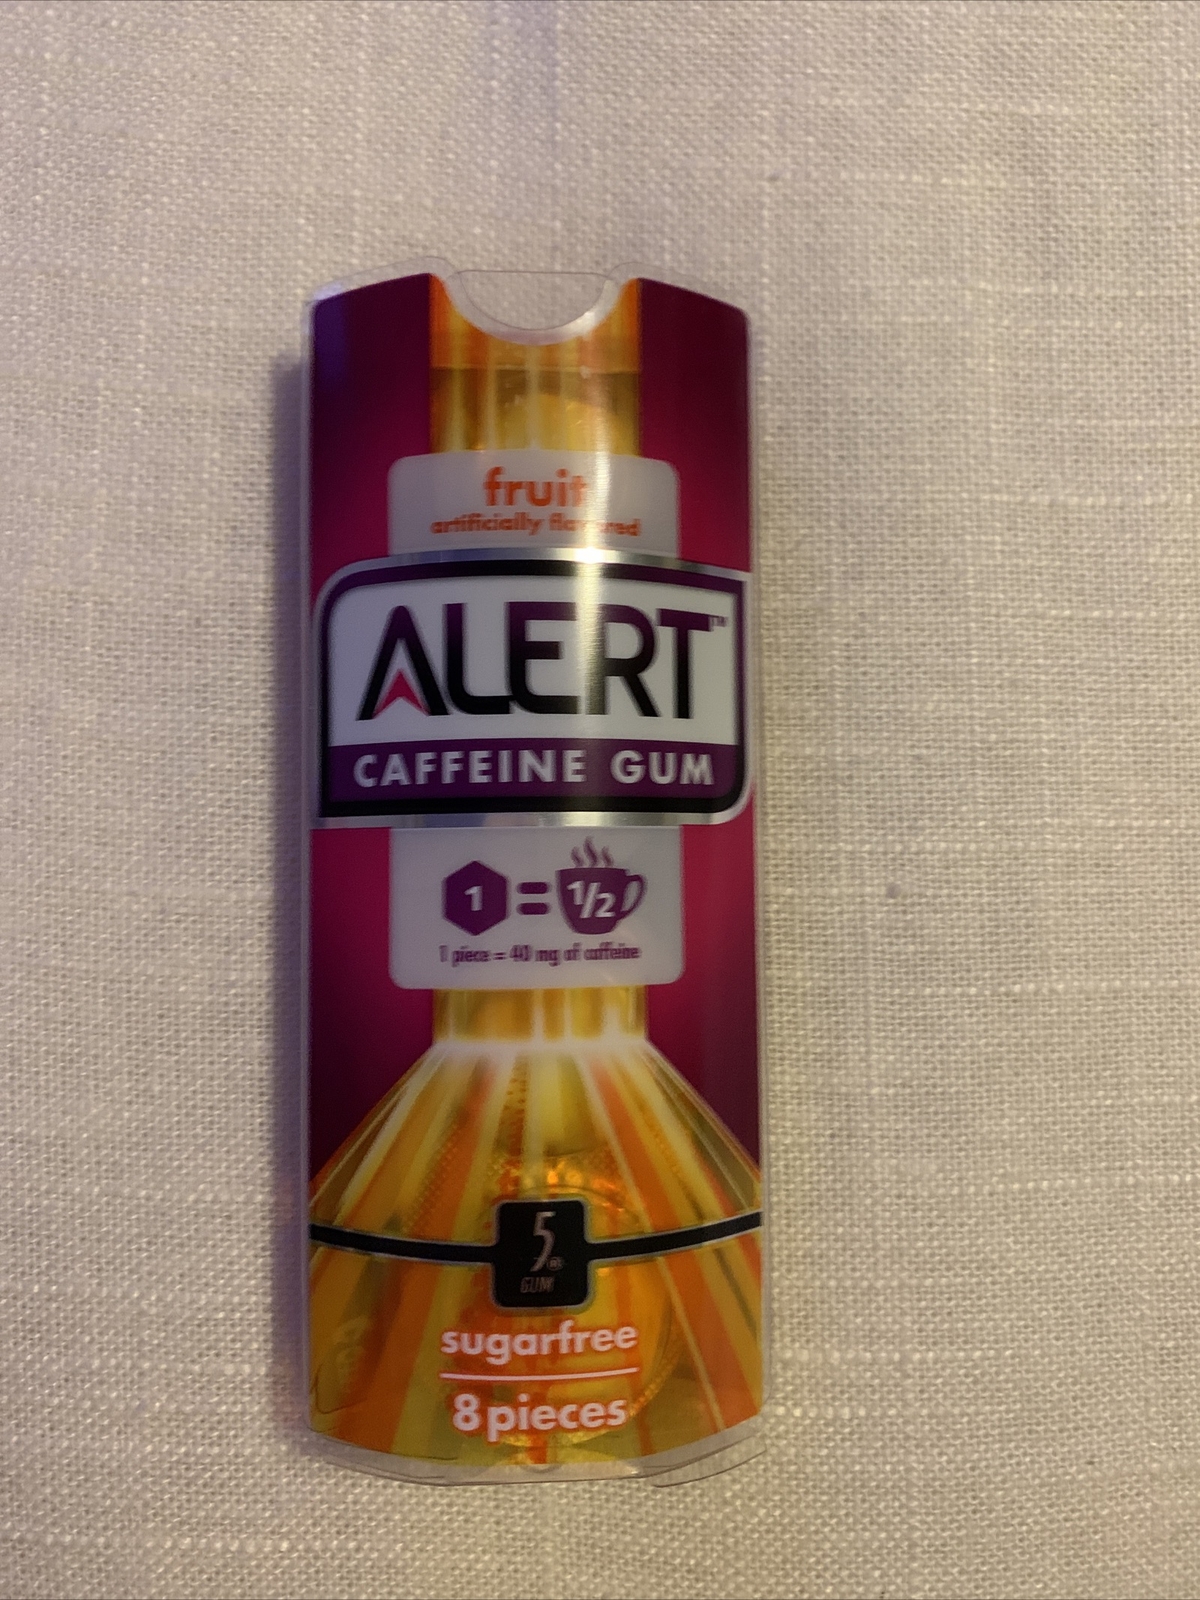 fruit
artificially flavored
ALERT™
CAFFEINE GUM
1 = 1/2
1 piece = 40 mg of caffeine
5®
GUM
sugarfree
8 pieces